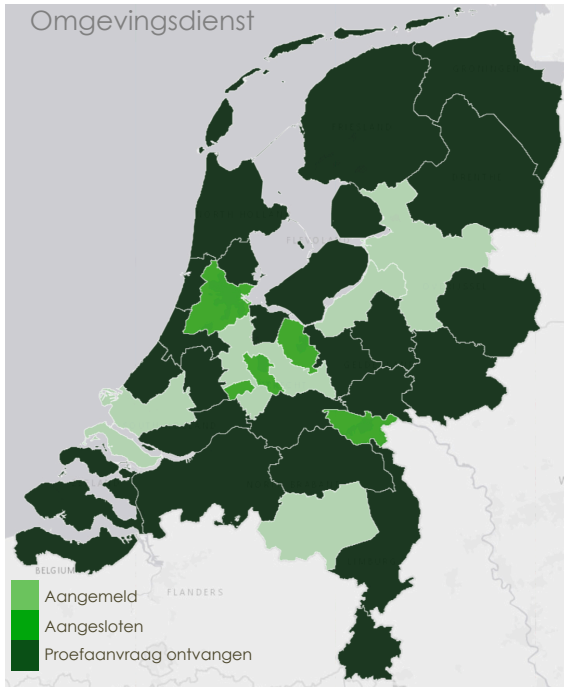 Omgevingsdienst
BELGIUM
FLANDERS
Aangemeld
Aangesloten
Proefaanvraag ontvangen